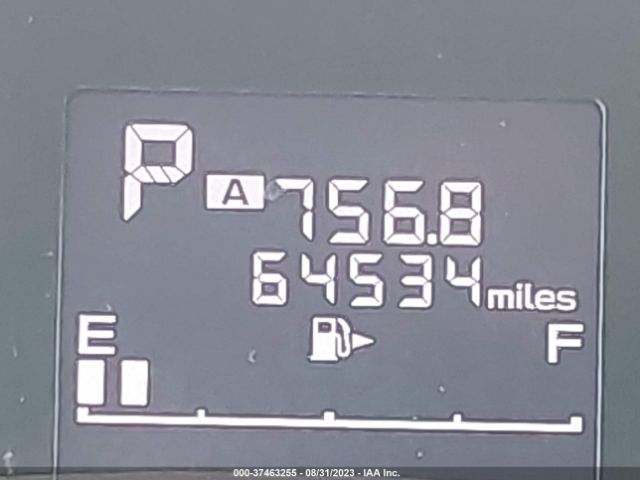 P A 756.8
64534 miles
E F
000-37463255 - 08/31/2023 - IAA Inc.